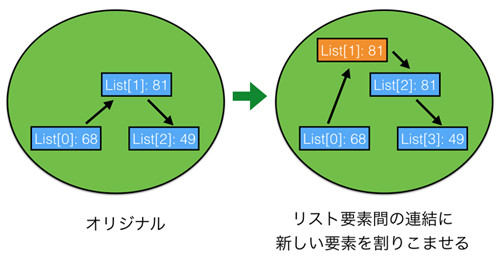 List[1]: 81
List[0]: 68
List[2]: 49
オリジナル
List[1]: 81
List[2]: 81
List[0]: 68
List[3]: 49
リスト要素間の連結に
新しい要素を割りこませる